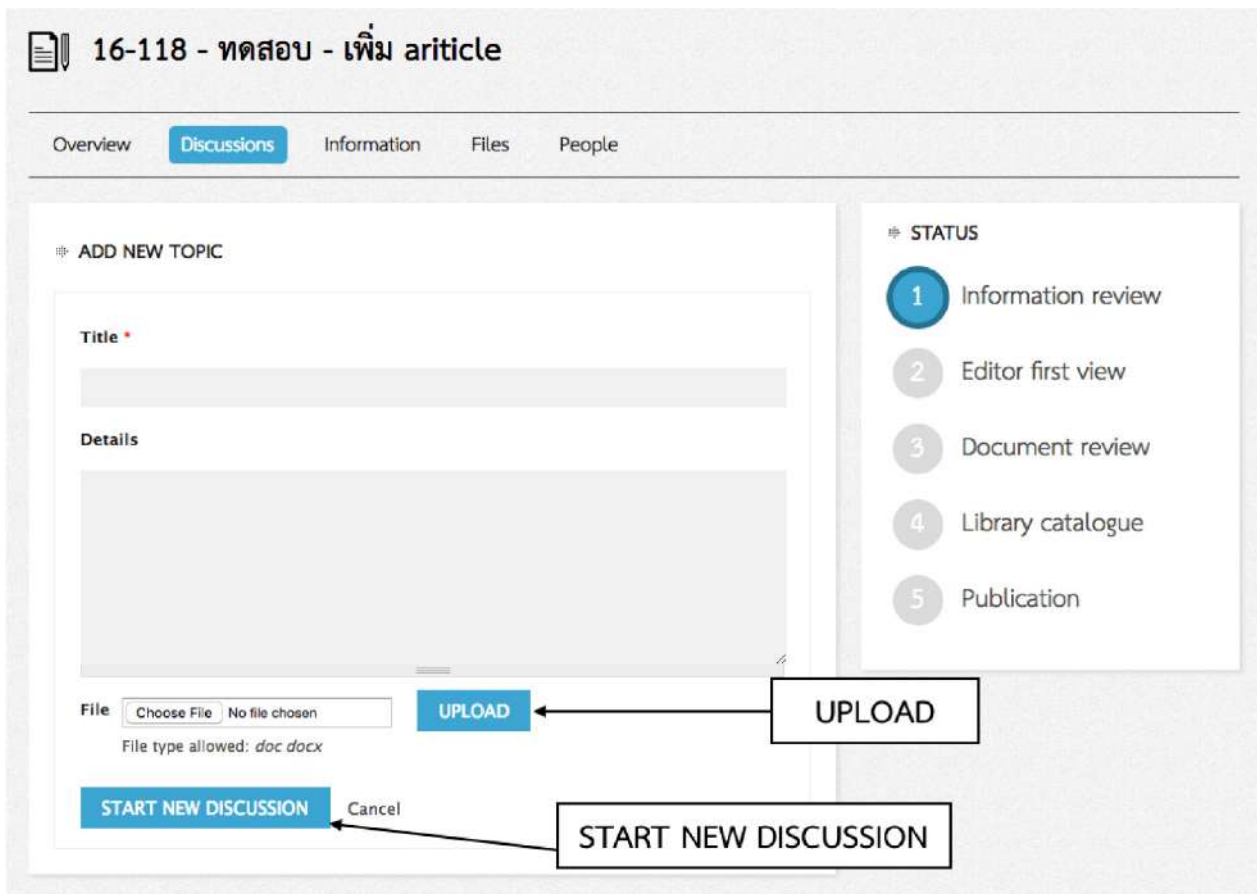 16-118 - ทดสอบ - เพิ่ม ariticle
Overview Discussions Information Files People
ADD NEW TOPIC
Title *
Details
File Choose File No file chosen UPLOAD
File type allowed: doc docx
START NEW DISCUSSION Cancel
STATUS
1 Information review
2 Editor first view
3 Document review
4 Library catalogue
5 Publication
UPLOAD
START NEW DISCUSSION